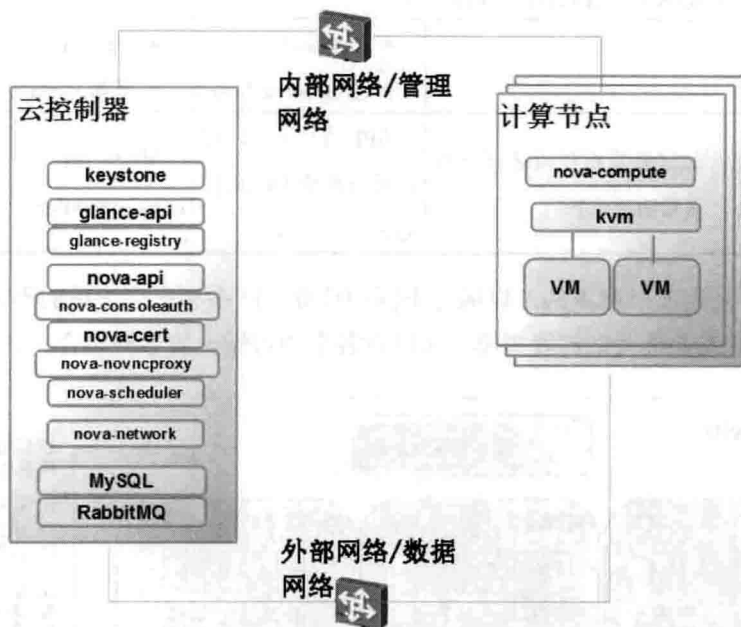 内部网络/管理
网络
云控制器
keystone
glance-api
glance-registry
nova-api
nova-consoleauth
nova-cert
nova-novncproxy
nova-scheduler
nova-network
MySQL
RabbitMQ
计算节点
nova-compute
kvm
VM
VM
外部网络/数据
网络